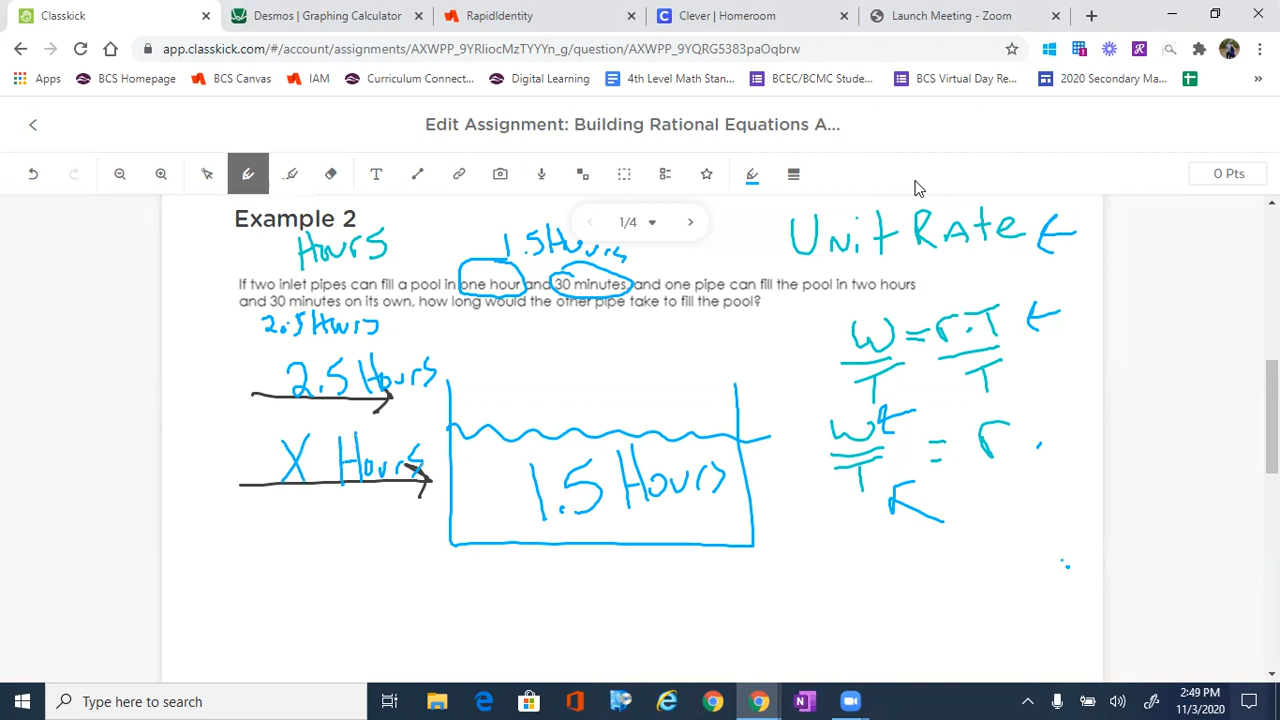 Classkick
Desmos | Graphing Calculator
RapidIdentity
Clever | Homeroom
Launch Meeting - Zoom
app.classkick.com/#/account/assignments/AXWPP_9YRIiocMzTYYYn_g/question/AXWPP_9YQRG5383paOqbrw
Apps
BCS Homepage
BCS Canvas
IAM
Curriculum Connect...
Digital Learning
4th Level Math Stan...
BCEC/BCMC Stude...
BCS Virtual Day Re...
2020 Secondary Ma...
Edit Assignment: Building Rational Equations A...
0 Pts
Example 2
1/4
Hours
1.5 Hours
Unit Rate
If two inlet pipes can fill a pool in one hour and 30 minutes, and one pipe can fill the pool in two hours
and 30 minutes on its own, how long would the other pipe take to fill the pool?
2.5 Hours
2.5 Hours
X Hours
1.5 Hours
W = r·T
T T
W = r
T
Type here to search
2:49 PM
11/3/2020